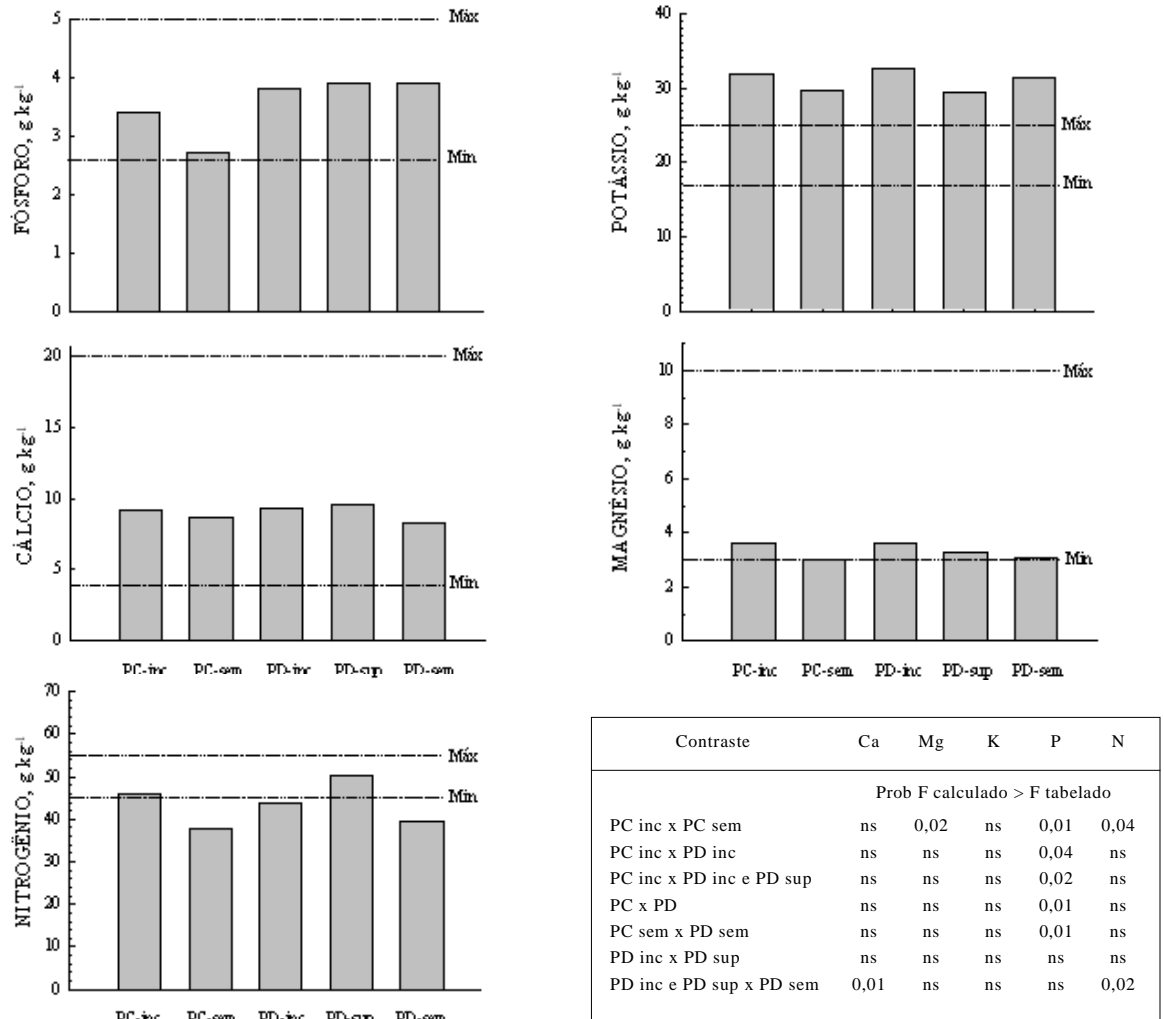 FÓSFORO, g kg-1
5
4
3
2
1
0
Máx
Mín
POTÁSSIO, g kg-1
40
30
20
10
0
Máx
Mín
CÁLCIO, g kg-1
20
15
10
5
0
Máx
Mín
PC-inc PC-sem PD-inc PD-sup PD-sem
MAGNÉSIO, g kg-1
10
8
6
4
2
0
Máx
Mín
PC-inc PC-sem PD-inc PD-sup PD-sem
NITROGÊNIO, g kg-1
70
60
50
40
30
20
10
0
Máx
Mín
PC-inc PC-sem PD-inc PD-sup PD-sem
Contraste Ca Mg K P N
Prob F calculado > F tabelado
PC inc x PC sem ns 0,02 ns 0,01 0,04
PC inc x PD inc ns ns ns 0,04 ns
PC inc x PD inc e PD sup ns ns ns 0,02 ns
PC x PD ns ns ns 0,01 ns
PC sem x PD sem ns ns ns 0,01 ns
PD inc x PD sup ns ns ns ns ns
PD inc e PD sup x PD sem 0,01 ns ns ns 0,02